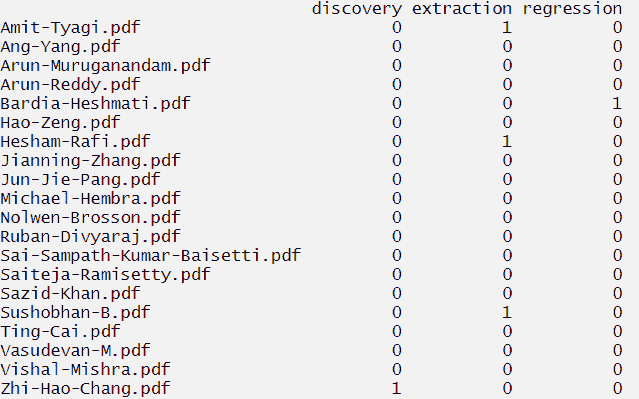 discovery extraction regression
Amit-Tyagi.pdf 0 1 0
Ang-Yang.pdf 0 0 0
Arun-Muruganandam.pdf 0 0 0
Arun-Reddy.pdf 0 0 0
Bardia-Heshmati.pdf 0 0 1
Hao-Zeng.pdf 0 0 0
Hesham-Rafi.pdf 0 1 0
Jianning-Zhang.pdf 0 0 0
Jun-Jie-Pang.pdf 0 0 0
Michael-Hembra.pdf 0 0 0
Nolwen-Brosson.pdf 0 0 0
Ruban-Divyaraj.pdf 0 0 0
Sai-Sampath-Kumar-Baisetti.pdf 0 0 0
Saiteja-Ramisetty.pdf 0 0 0
Sazid-Khan.pdf 0 0 0
Sushobhan-B.pdf 0 1 0
Ting-Cai.pdf 0 0 0
Vasudevan-M.pdf 0 0 0
Vishal-Mishra.pdf 0 0 0
Zhi-Hao-Chang.pdf 1 0 0